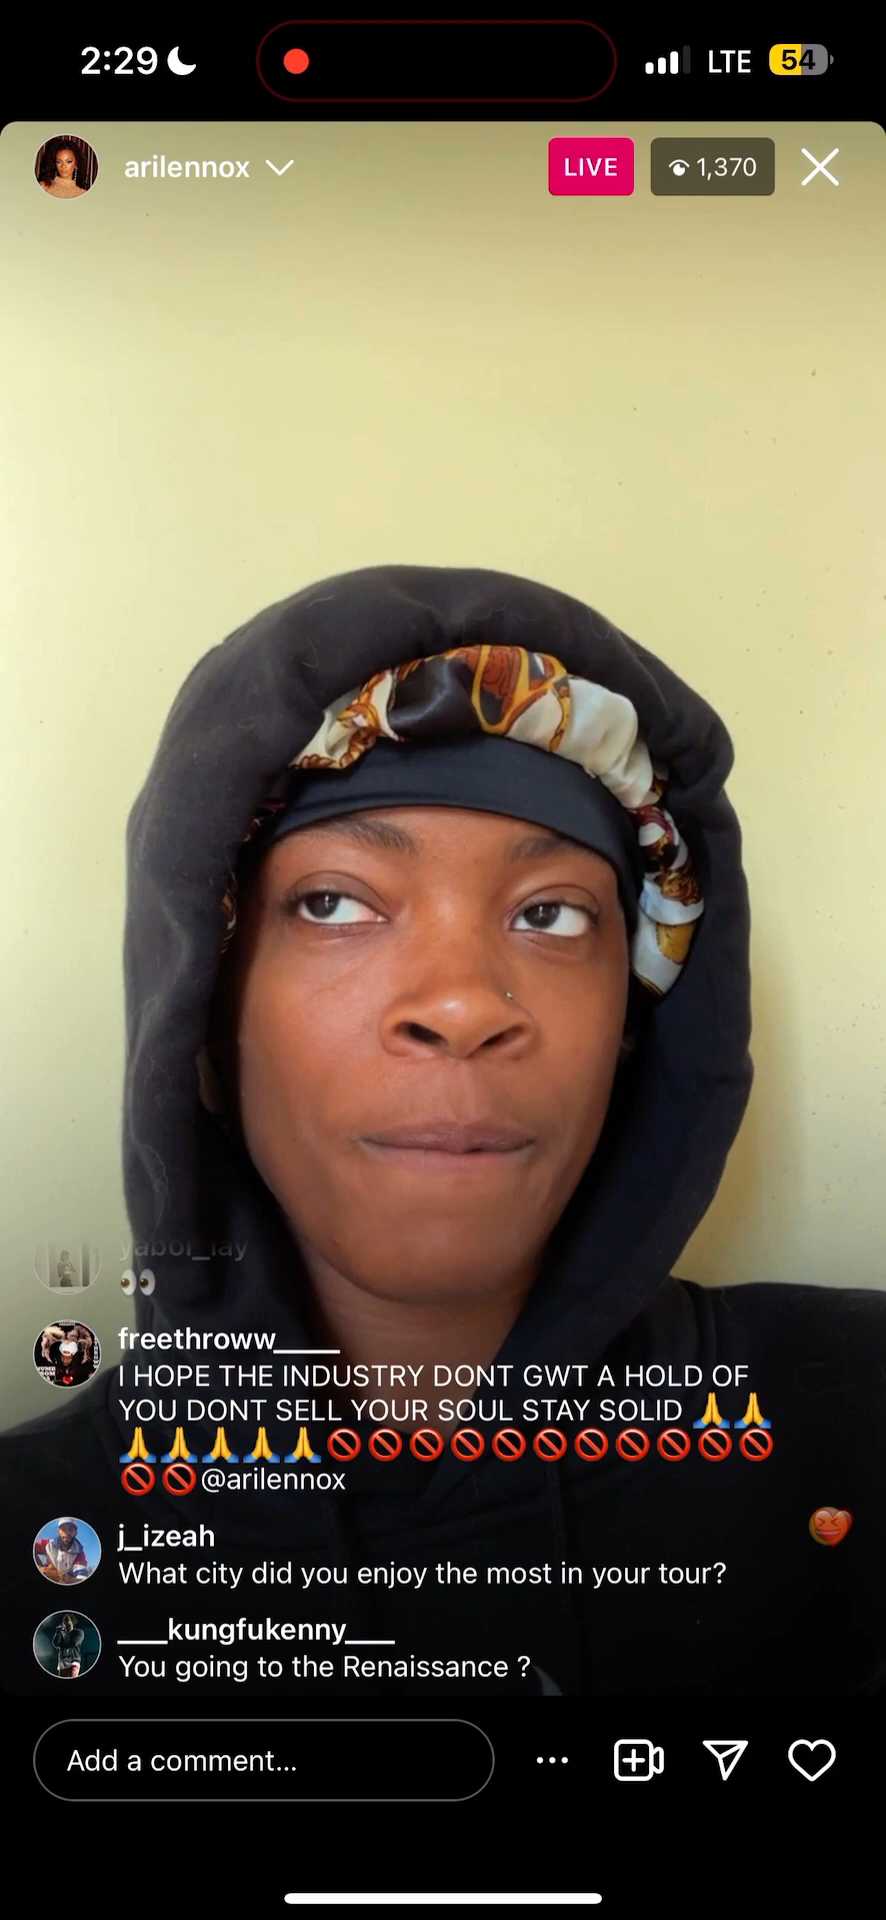 2:29
LTE
54
arilennox
LIVE
1,370
yaboi_lay
👀
freethroww____
I HOPE THE INDUSTRY DONT GWT A HOLD OF
YOU DONT SELL YOUR SOUL STAY SOLID 🙏🙏
🙏🙏🙏🙏🙏🚫🚫🚫🚫🚫🚫🚫🚫🚫🚫🚫
🚫🚫@arilennox
j_izeah
What city did you enjoy the most in your tour?
___kungfukenny___
You going to the Renaissance ?
Add a comment...